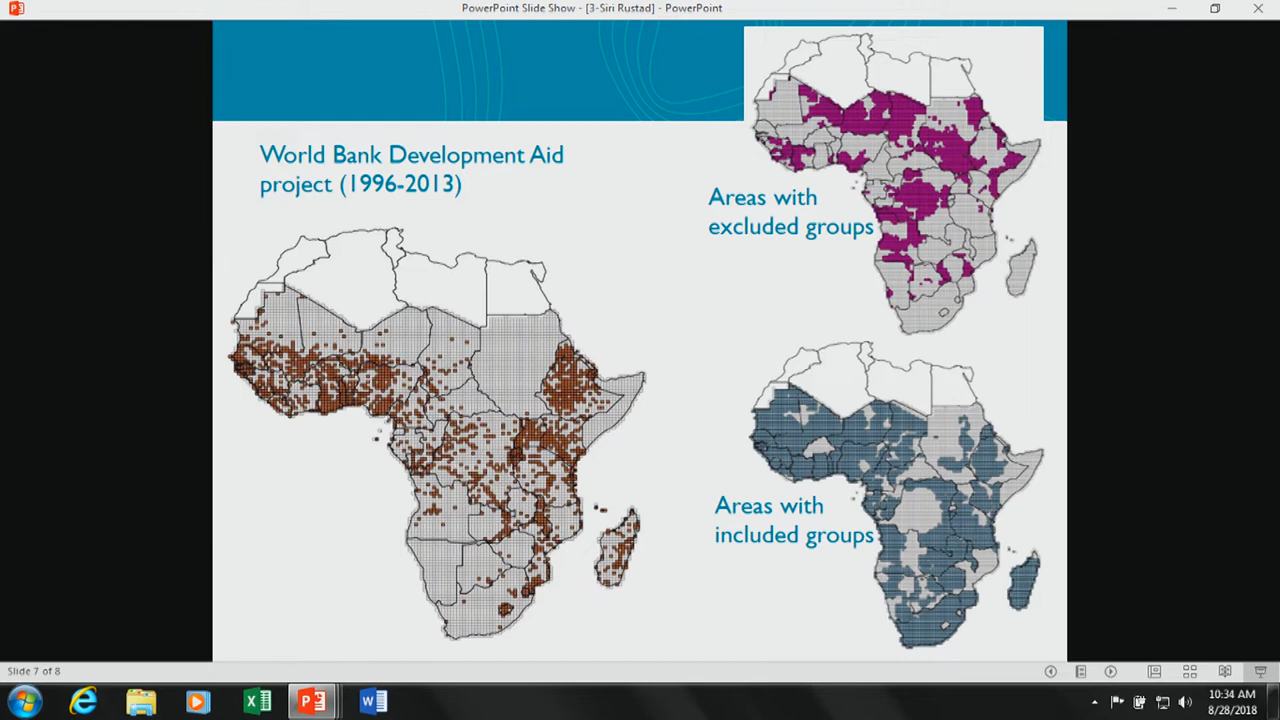 PowerPoint Slide Show - [3-Siri Rustad] - PowerPoint
World Bank Development Aid
project (1996-2013)
Areas with
excluded groups
Areas with
included groups
Slide 7 of 8
10:34 AM
8/28/2018